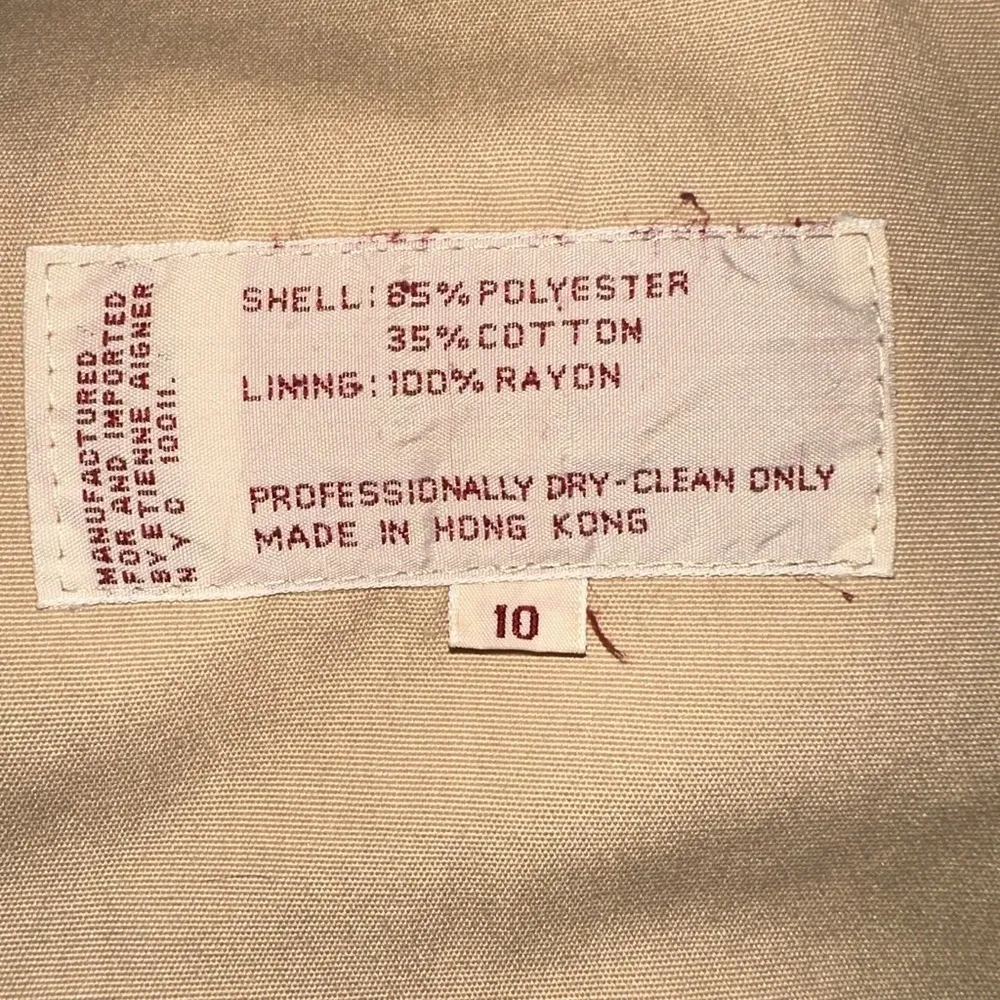 MANUFACTURED
FOR AND IMPORTED
BY ETIENNE AIGNER
N Y O 10011.
SHELL: 65% POLYESTER
35% COTTON
LINING: 100% RAYON
PROFESSIONALLY DRY-CLEAN ONLY
MADE IN HONG KONG
10